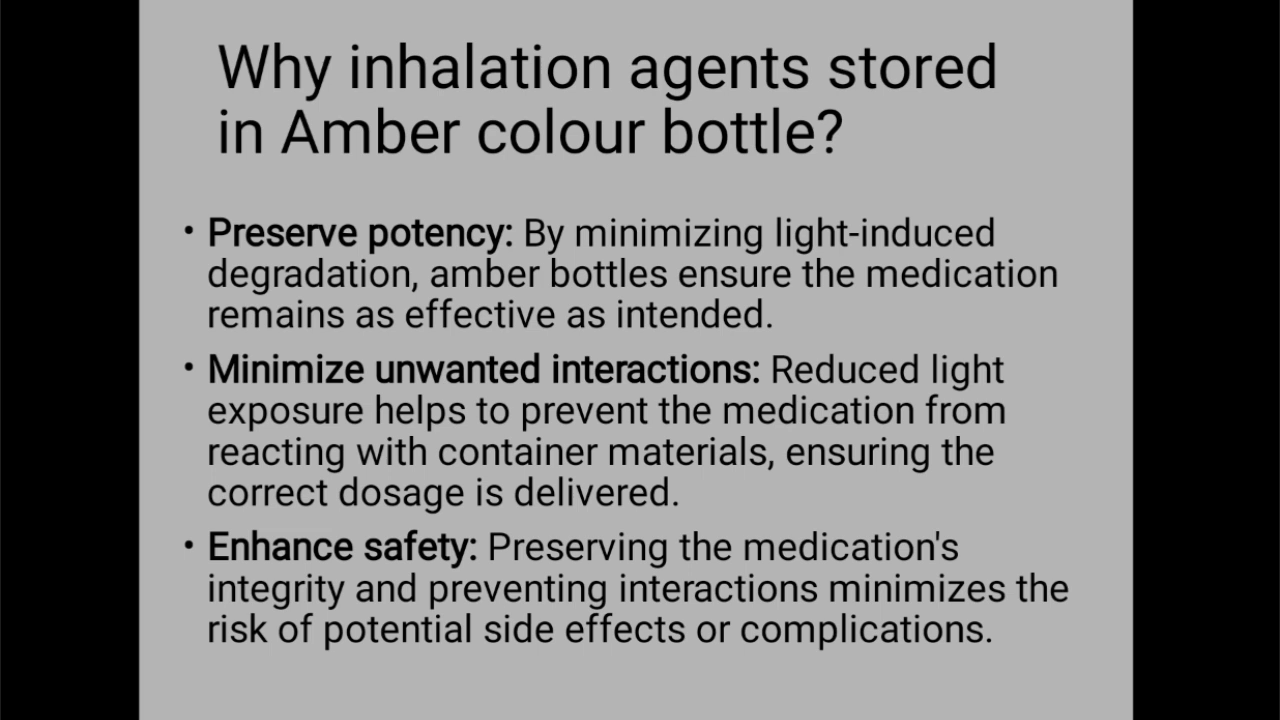 Why inhalation agents stored
in Amber colour bottle?
• Preserve potency: By minimizing light-induced
degradation, amber bottles ensure the medication
remains as effective as intended.
• Minimize unwanted interactions: Reduced light
exposure helps to prevent the medication from
reacting with container materials, ensuring the
correct dosage is delivered.
• Enhance safety: Preserving the medication's
integrity and preventing interactions minimizes the
risk of potential side effects or complications.